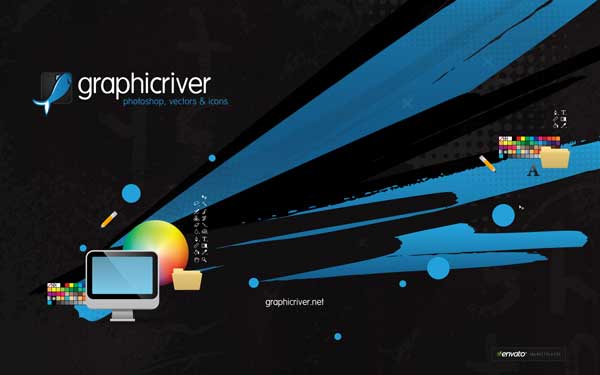 graphicriver
photoshop, vectors & icons
A
graphicriver.net
envato